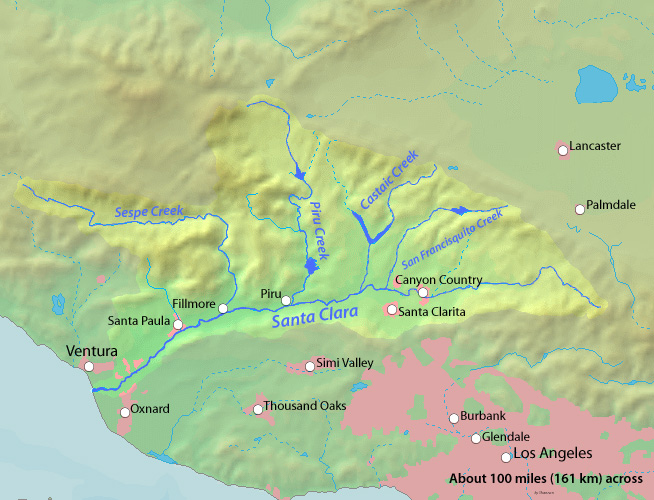 Lancaster
Castaic Creek
Palmdale
Sespe Creek
Piru Creek
San Francisquito Creek
Canyon Country
Piru
Fillmore
Santa Clara
Santa Clarita
Santa Paula
Ventura
Simi Valley
Oxnard
Thousand Oaks
Burbank
Glendale
Los Angeles
About 100 miles (161 km) across